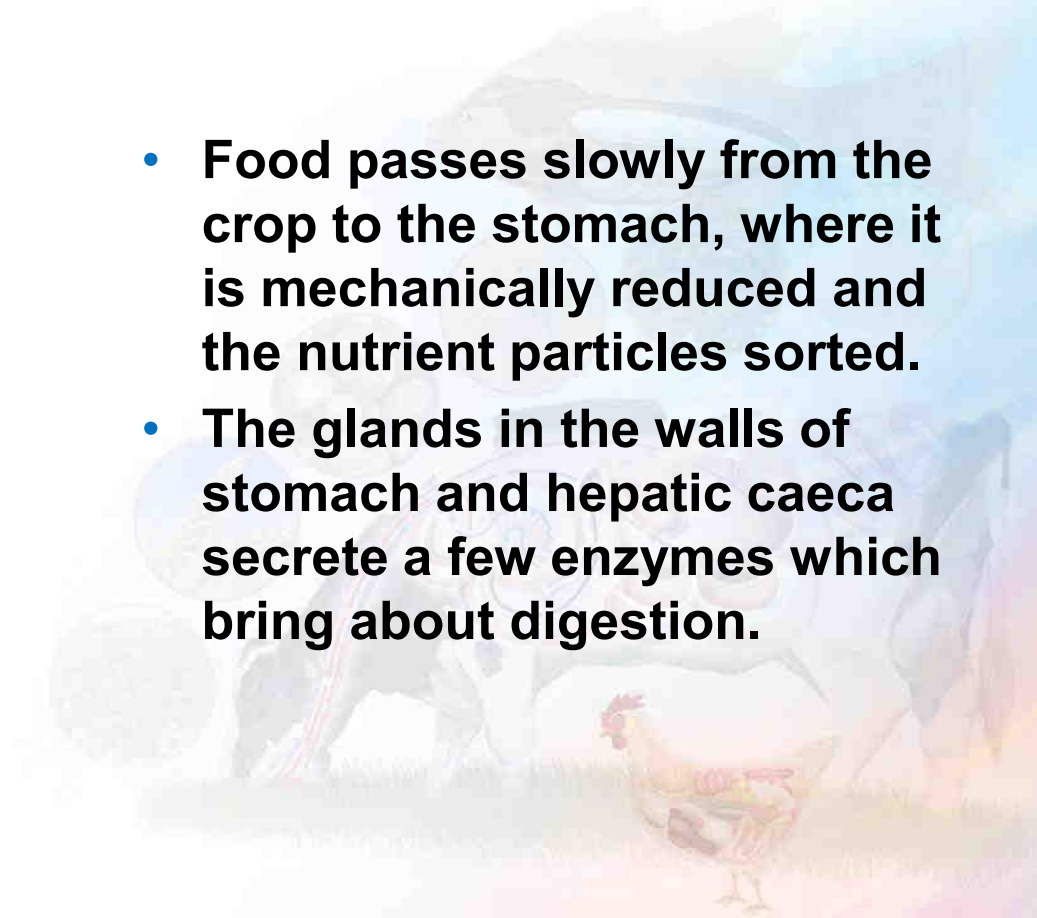 • Food passes slowly from the
crop to the stomach, where it
is mechanically reduced and
the nutrient particles sorted.
• The glands in the walls of
stomach and hepatic caeca
secrete a few enzymes which
bring about digestion.